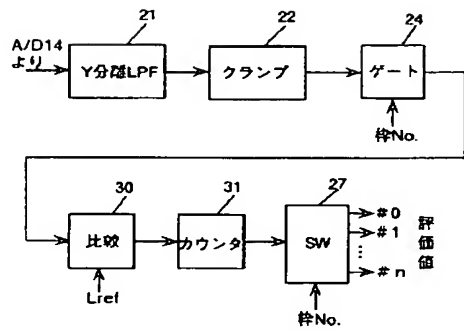 21
22
24
A/D14
より
Y分離LPF
クランプ
ゲート
枠No.
30
31
27
比較
カウンタ
SW
#0
#1
⋮
#n
評価値
Lref
枠No.